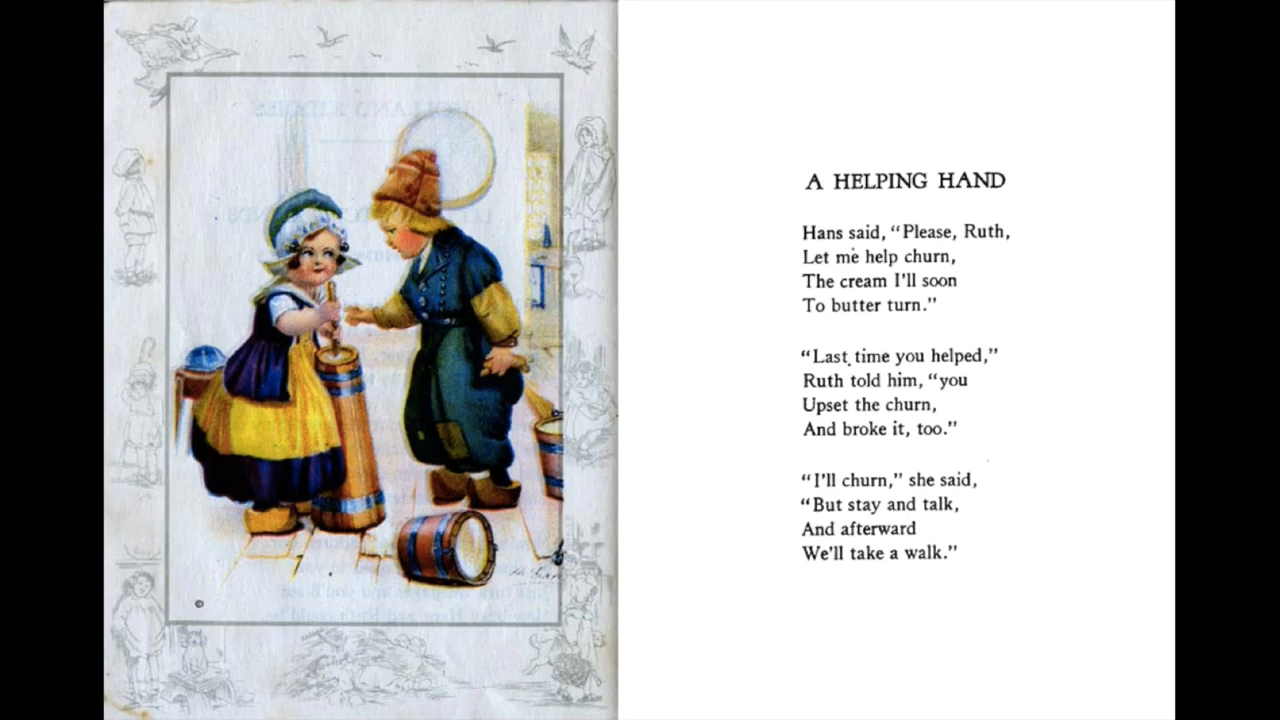 A HELPING HAND
Hans said, “Please, Ruth,
Let me help churn,
The cream I’ll soon
To butter turn.”
“Last time you helped,”
Ruth told him, “you
Upset the churn,
And broke it, too.”
“I’ll churn,” she said,
“But stay and talk,
And afterward
We’ll take a walk.”
©